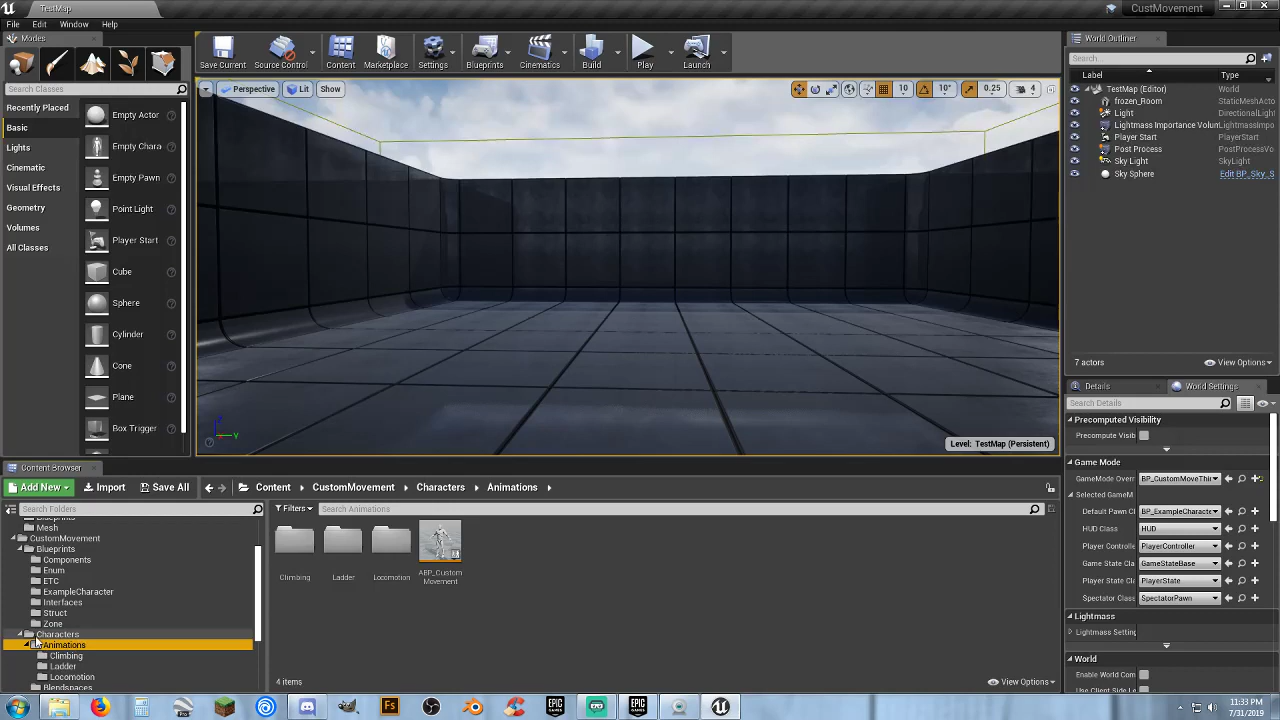 TestMap
CustMovement
File Edit Window Help
Modes
Save Current Source Control Content Marketplace Settings Blueprints Cinematics Build Play Launch
World Outliner
Search...
Label Type
Search Classes
Perspective Lit Show 10 10° 0.25 4
TestMap (Editor) World
frozen_Room StaticMeshActo
Light DirectionalLight
Lightmass Importance Volum LightmassImpo
Player Start PlayerStart
Post Process PostProcessVo
Sky Light SkyLight
Sky Sphere Edit BP_Sky_S
Recently Placed
Basic
Lights
Cinematic
Visual Effects
Geometry
Volumes
All Classes
Empty Actor
Empty Chara
Empty Pawn
Point Light
Player Start
Cube
Sphere
Cylinder
Cone
Plane
Box Trigger
7 actors View Options
Details World Settings
Search Details
Precomputed Visibility
Precompute Visib
Game Mode
GameMode Overr BP_CustomMoveThir
Selected GameM
Default Pawn C BP_ExampleCharacte
HUD Class HUD
Player Controlle PlayerController
Game State Cla GameStateBase
Player State Cla PlayerState
Spectator Class SpectatorPawn
Lightmass
Lightmass Setting
World
Enable World Com
Level: TestMap (Persistent)
Content Browser
Add New Import Save All Content CustomMovement Characters Animations
Search Folders
Filters Search Animations
Blueprints
Mesh
CustomMovement
Blueprints
Components
Enum
ETC
ExampleCharacter
Interfaces
Struct
Zone
Characters
Animations
Climbing
Ladder
Locomotion
Blendspaces
Climbing Ladder Locomotion ABP_Custom
Movement
4 items View Options
11:33 PM
7/31/2019